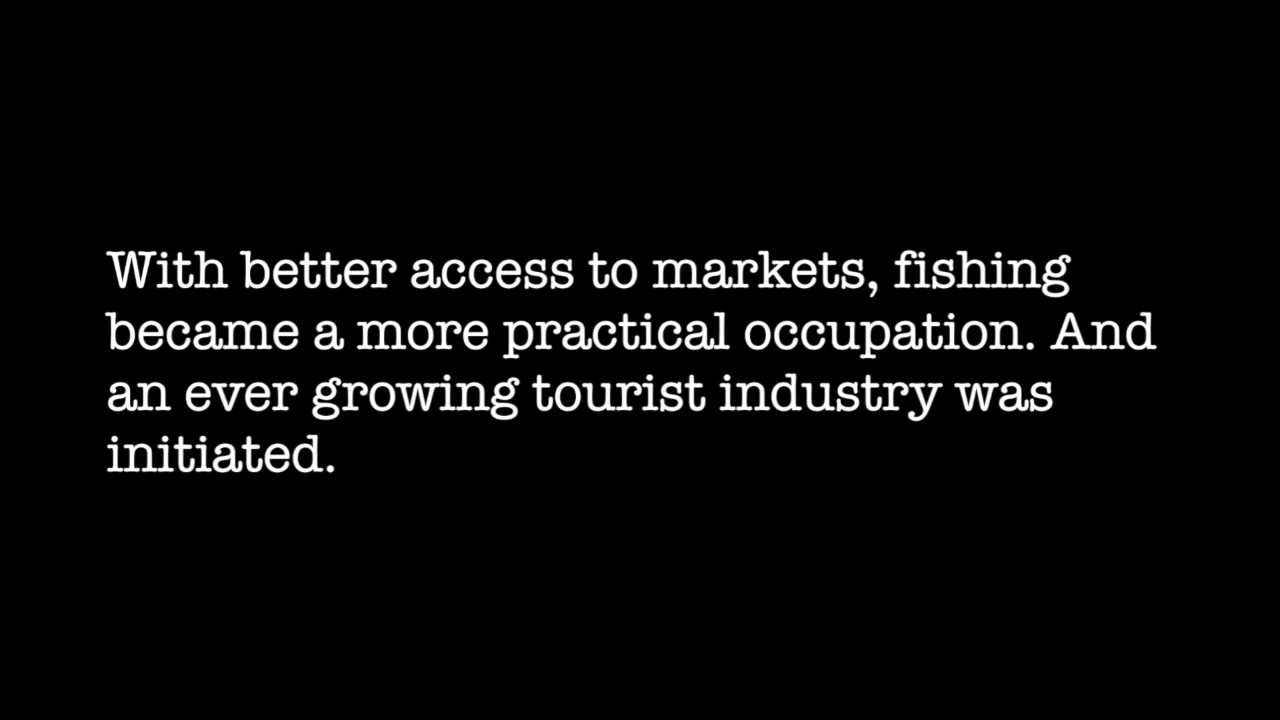 With better access to markets, fishing
became a more practical occupation. And
an ever growing tourist industry was
initiated.